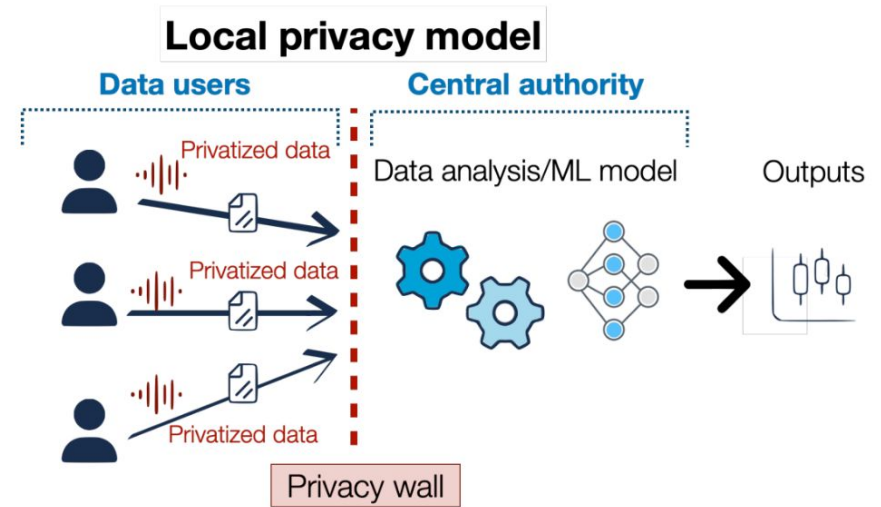 Local privacy model
Data users
Central authority
Privatized data
Data analysis/ML model
Outputs
Privatized data
Privatized data
Privacy wall